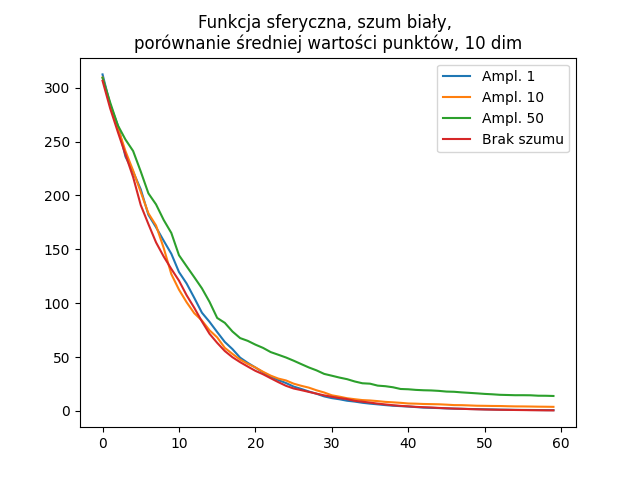 Funkcja sferyczna, szum biały,
porównanie średniej wartości punktów, 10 dim
Ampl. 1
Ampl. 10
Ampl. 50
Brak szumu
300
250
200
150
100
50
0
0 10 20 30 40 50 60